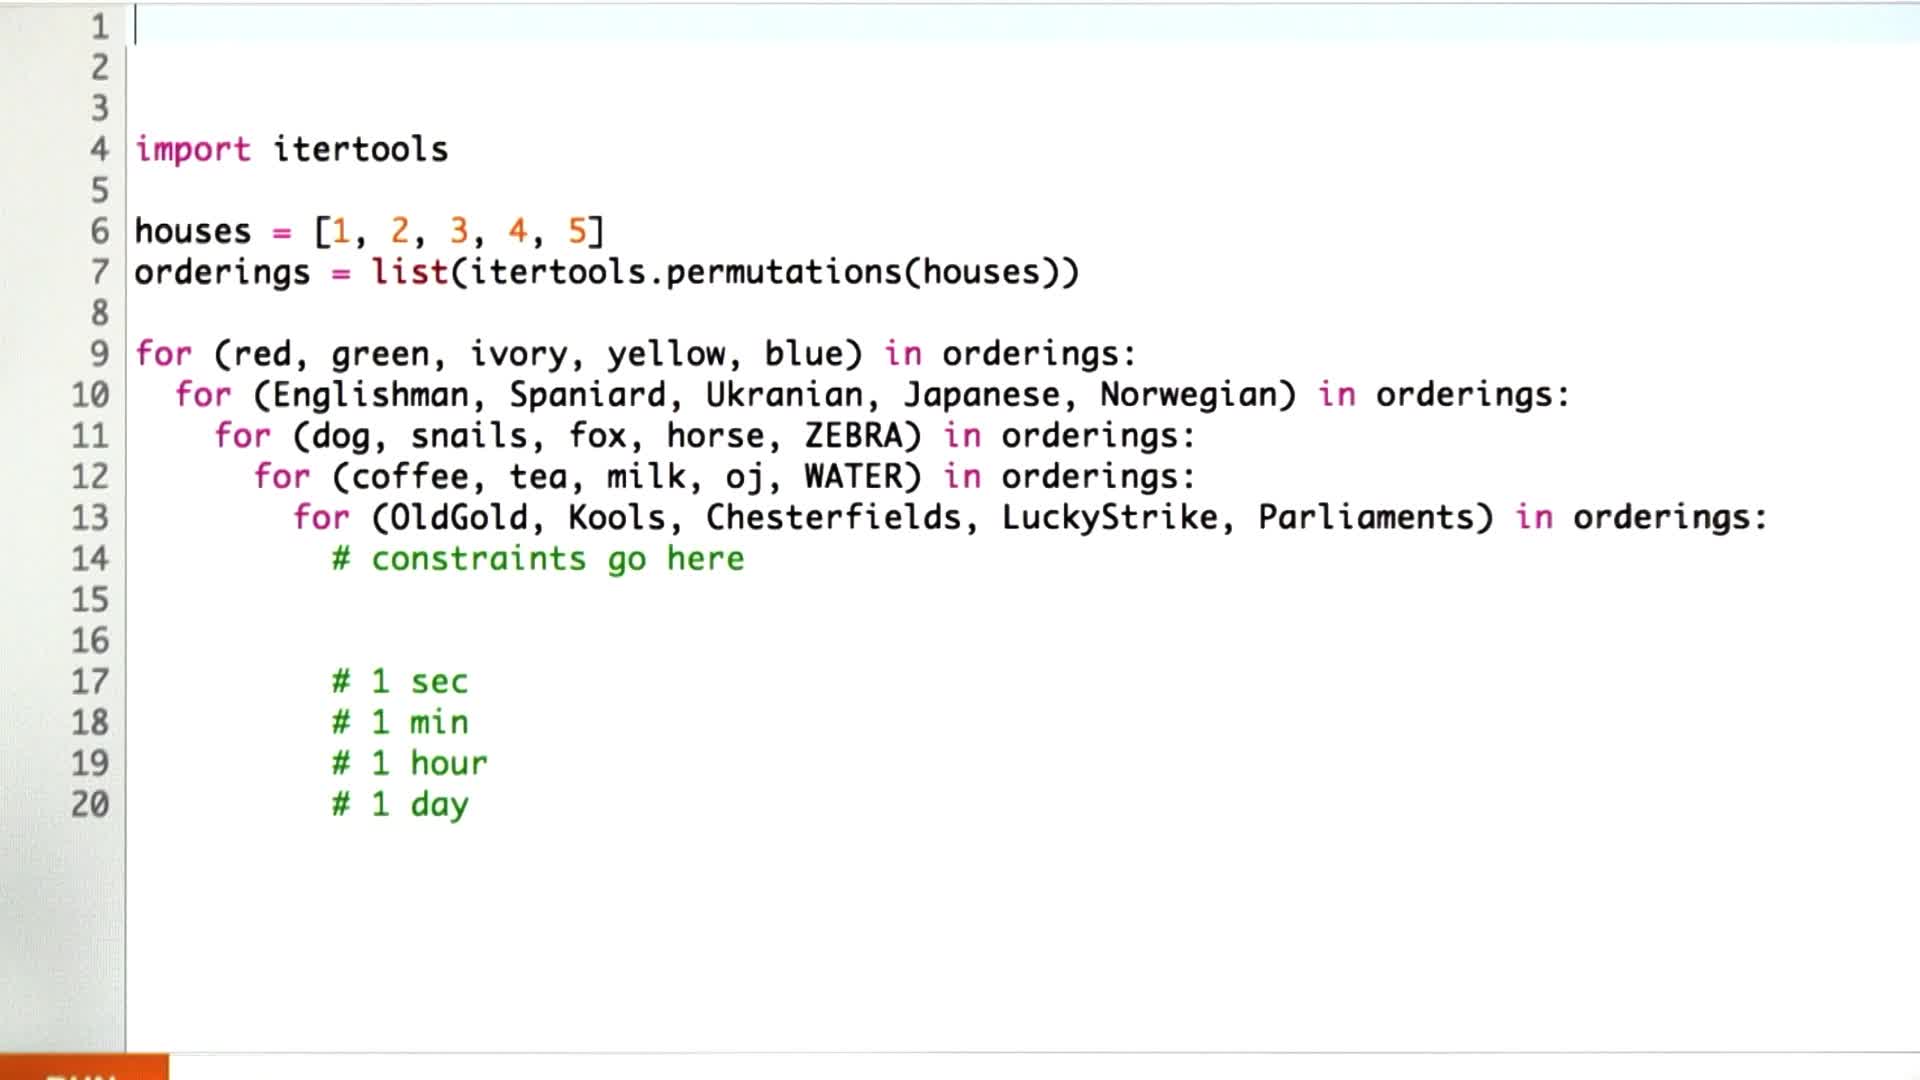 1
2
3
4 import itertools
5
6 houses = [1, 2, 3, 4, 5]
7 orderings = list(itertools.permutations(houses))
8
9 for (red, green, ivory, yellow, blue) in orderings:
10 for (Englishman, Spaniard, Ukranian, Japanese, Norwegian) in orderings:
11 for (dog, snails, fox, horse, ZEBRA) in orderings:
12 for (coffee, tea, milk, oj, WATER) in orderings:
13 for (OldGold, Kools, Chesterfields, LuckyStrike, Parliaments) in orderings:
14 # constraints go here
15
16
17 # 1 sec
18 # 1 min
19 # 1 hour
20 # 1 day